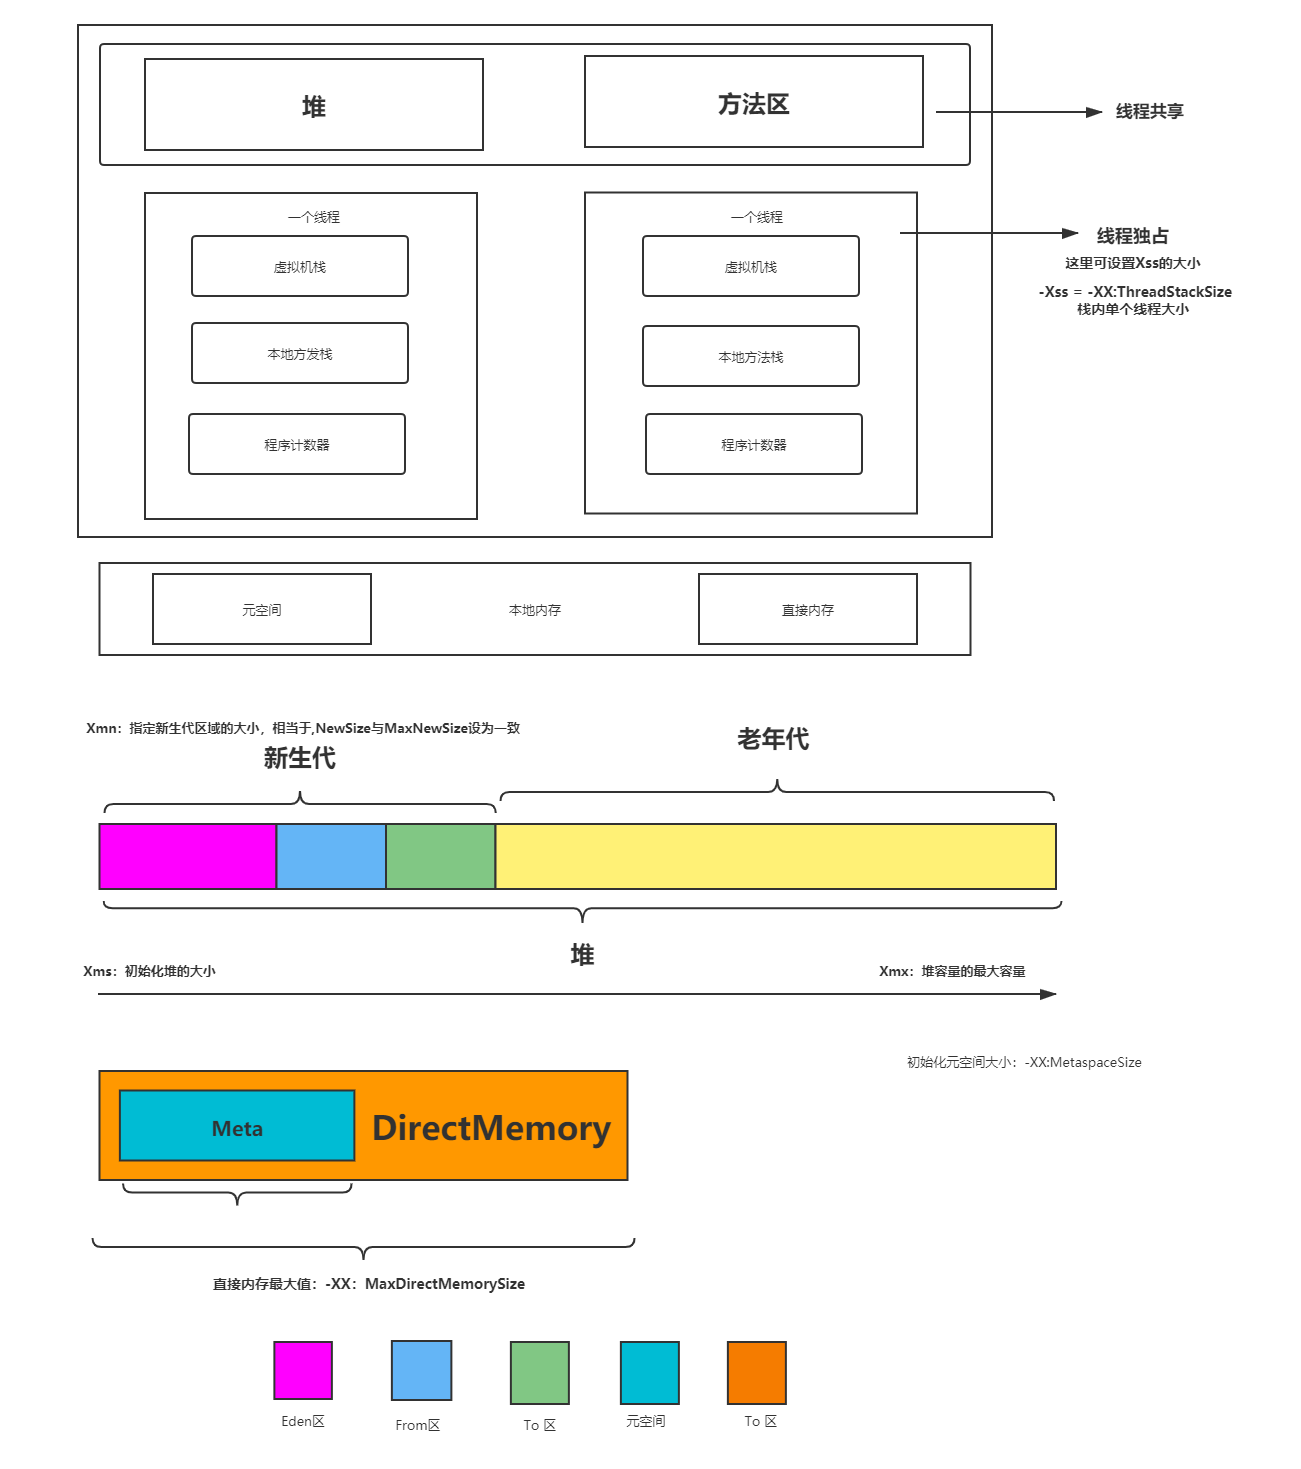 堆
方法区
线程共享
一个线程
一个线程
虚拟机栈
虚拟机栈
线程独占
这里可设置Xss的大小
-Xss = -XX:ThreadStackSize
栈内单个线程大小
本地方发栈
本地方法栈
程序计数器
程序计数器
元空间
本地内存
直接内存
Xmn：指定新生代区域的大小，相当于,NewSize与MaxNewSize设为一致
新生代
老年代
堆
Xms：初始化堆的大小
Xmx：堆容量的最大容量
初始化元空间大小：-XX:MetaspaceSize
Meta
DirectMemory
直接内存最大值：-XX：MaxDirectMemorySize
Eden区
From区
To 区
元空间
To 区